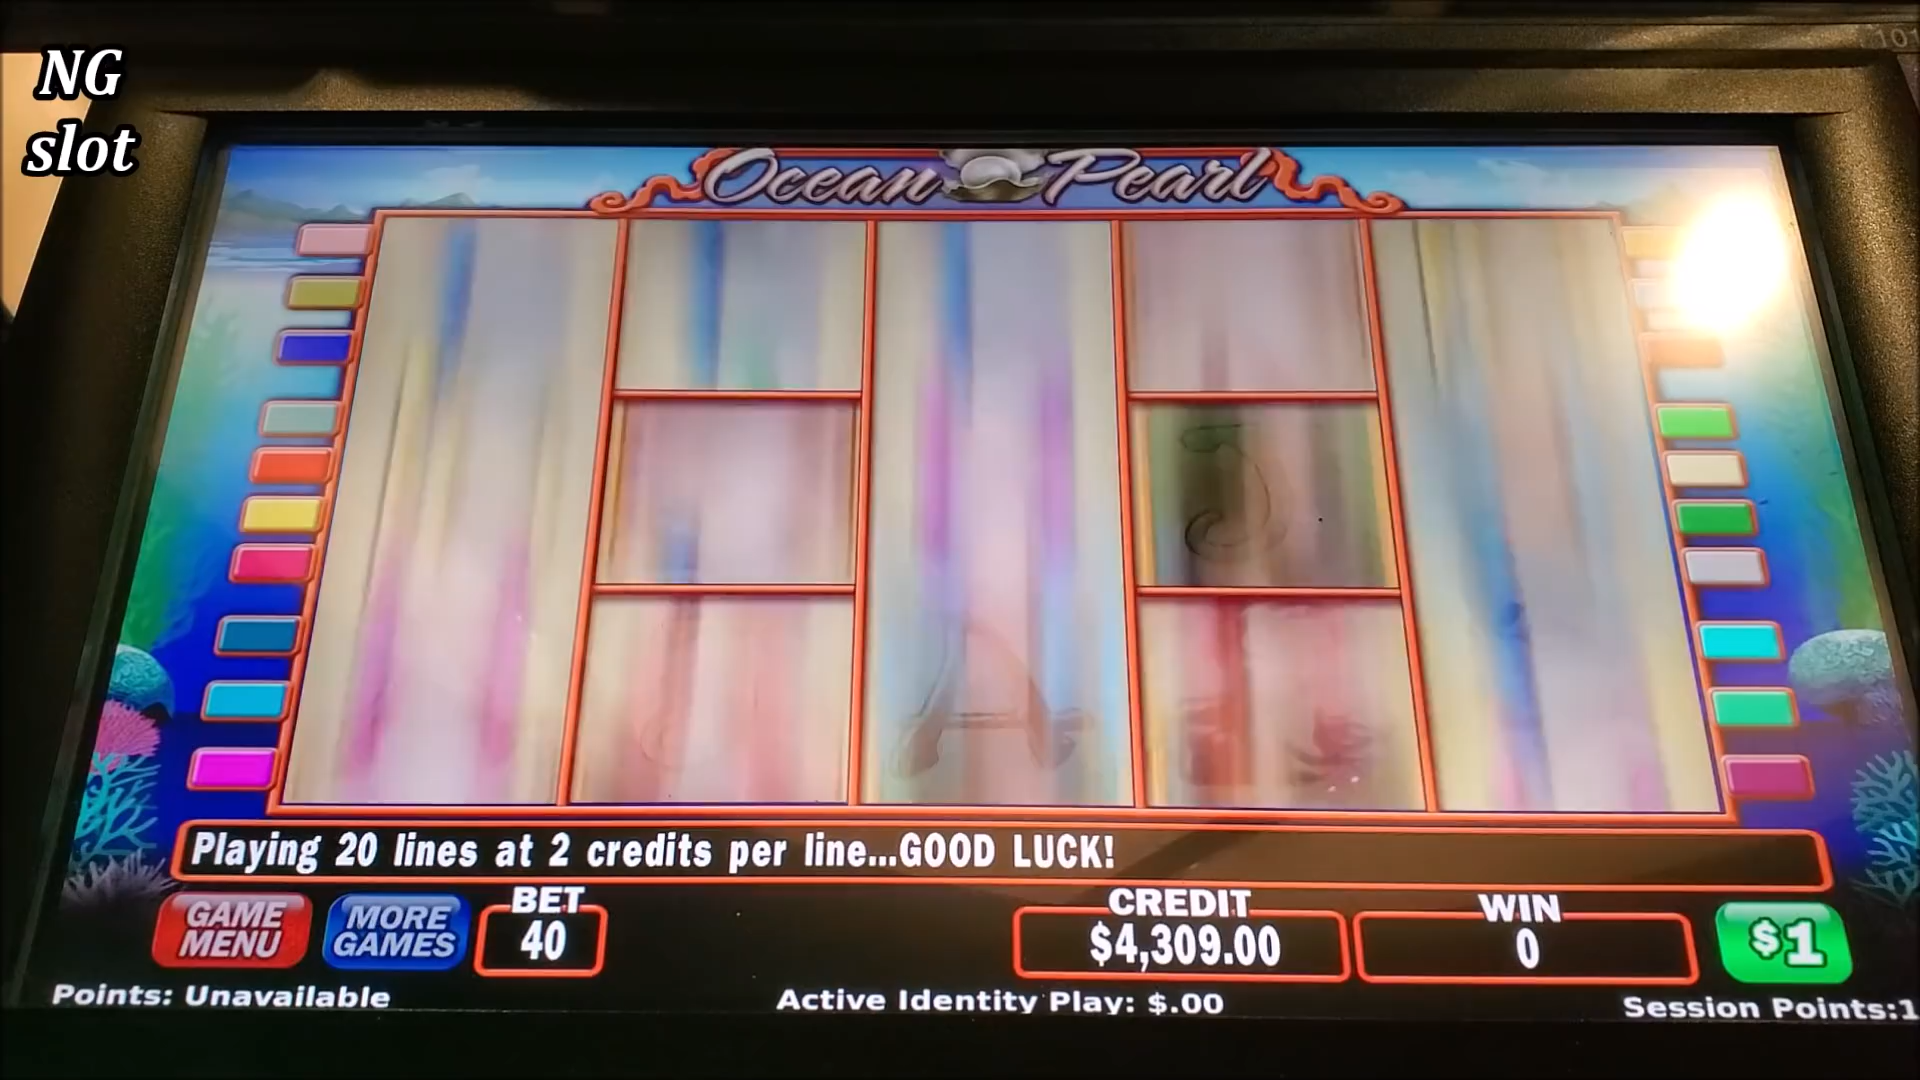 NG
slot
Ocean Pearl
Playing 20 lines at 2 credits per line...GOOD LUCK!
GAME
MENU
MORE
GAMES
BET
40
CREDIT
$4,309.00
WIN
0
$1
Points: Unavailable
Active Identity Play: $.00
Session Points:1